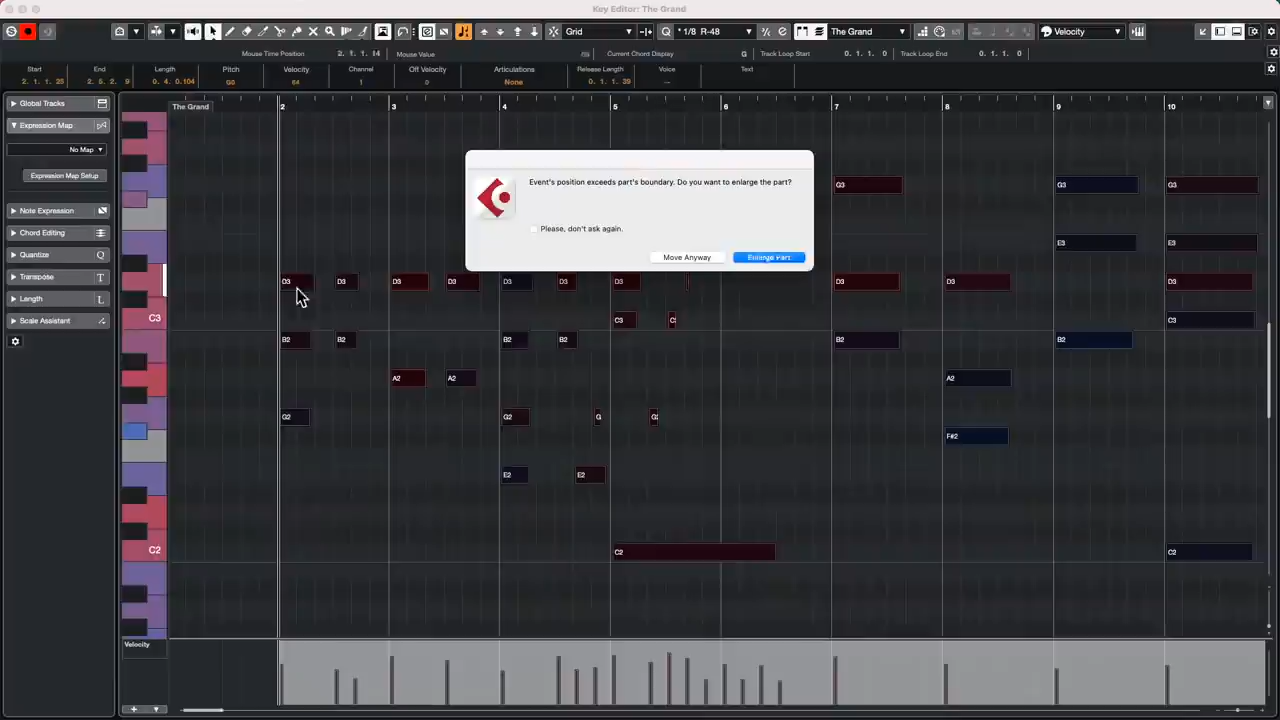 Key Editor: The Grand
Grid
* 1/8 R-48
The Grand
Velocity
Mouse Time Position 2. 1. 1. 14 Mouse Value 64 Current Chord Display G Track Loop Start 0. 1. 1. 0 Track Loop End 0. 1. 1. 0
Start End Length Pitch Velocity Channel Off Velocity Articulations Release Length Voice Text
2. 1. 1. 25 2. 5. 2. 9 0. 4. 0.104 G3 64 1 0 None 0. 1. 1. 39
Global Tracks
The Grand 2 3 4 5 6 7 8 9 10
Expression Map
No Map
Expression Map Setup
Event's position exceeds part's boundary. Do you want to enlarge the part?
Please, don't ask again.
Move Anyway Enlarge Part
G3 G3 G3
Note Expression
Chord Editing
E3 E3
Quantize
Transpose
D3 D3 D3 D3 D3 D3 D3 D3 D3 D3
Length
Scale Assistant
C3 C3 C3
B2 B2 B2 B2 B2 B2
A2 A2 A2
G2 G2 G G2
F#2
E2 E2
C2 C2 C2
Velocity